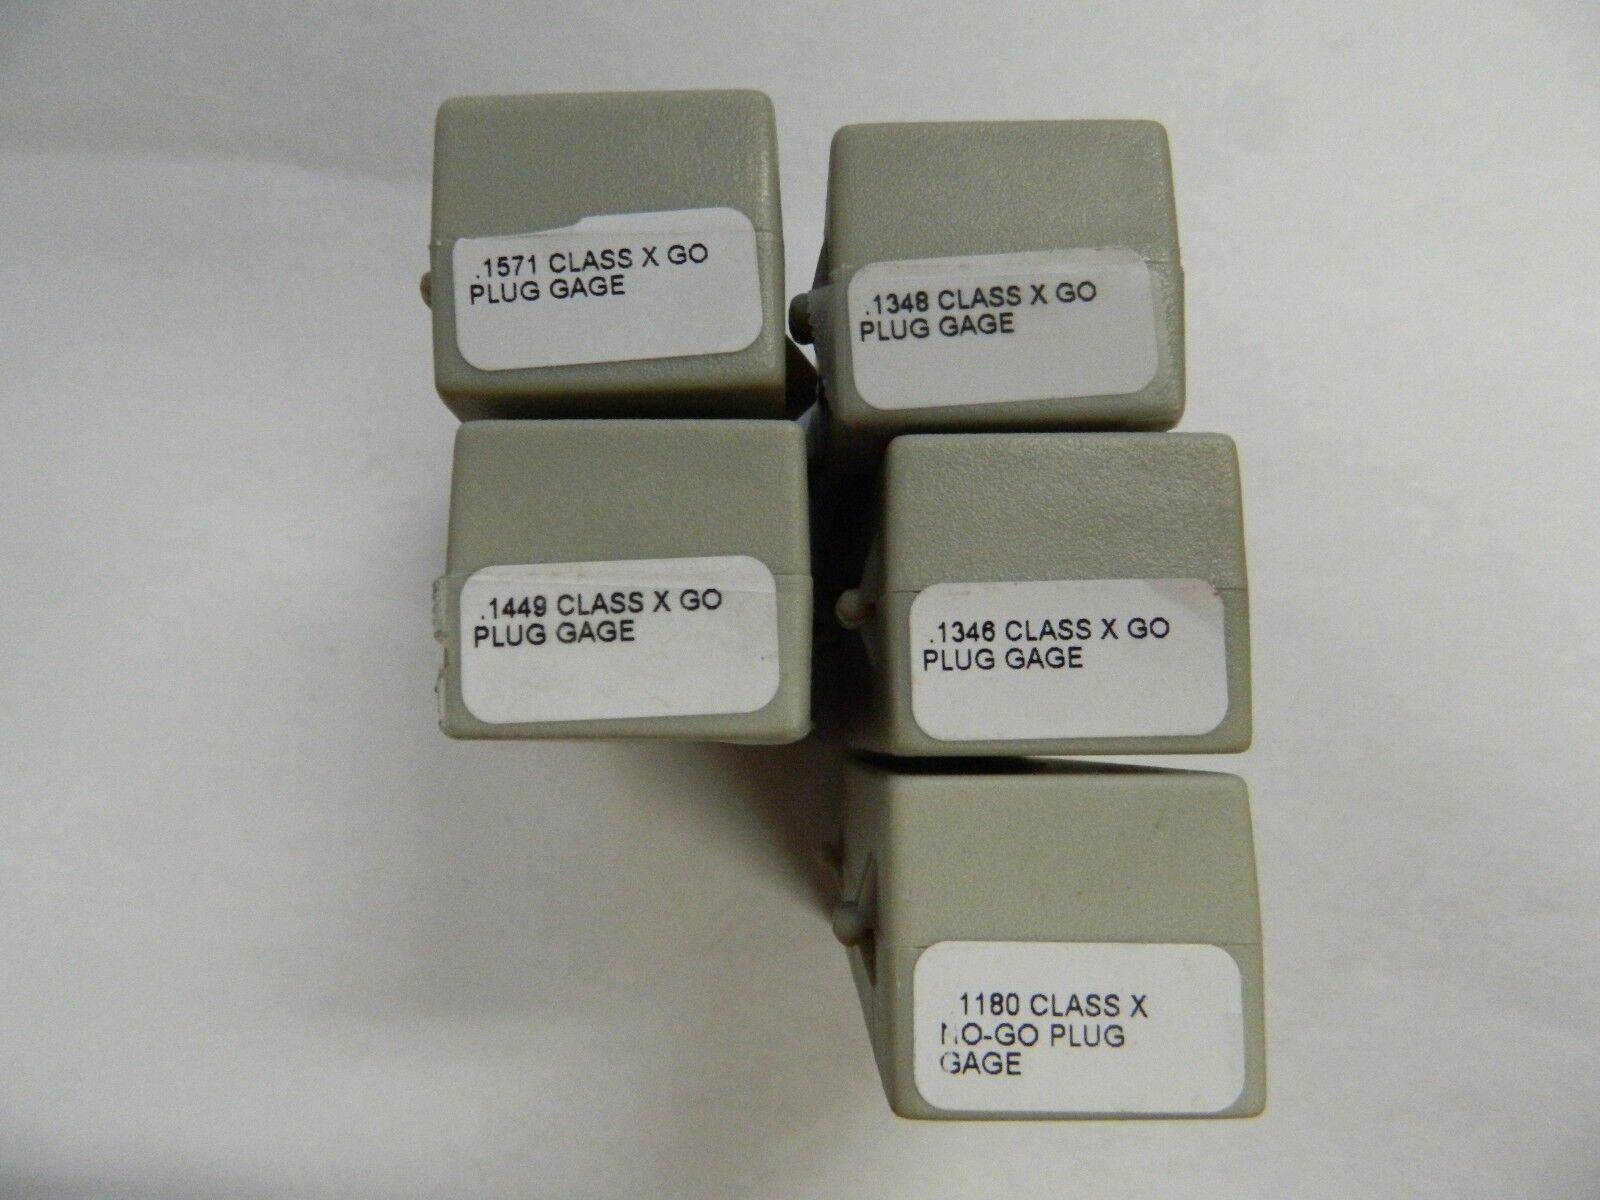 .1571 CLASS X GO
PLUG GAGE
.1348 CLASS X GO
PLUG GAGE
.1449 CLASS X GO
PLUG GAGE
.1346 CLASS X GO
PLUG GAGE
.1180 CLASS X
NO-GO PLUG
GAGE